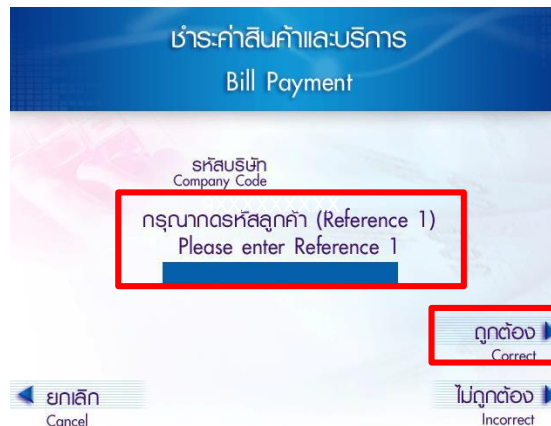 ชำระค่าสินค้าและบริการ
Bill Payment
รหัสบริษัท
Company Code
กรุณากดรหัสลูกค้า (Reference 1)
Please enter Reference 1
ถูกต้อง
Correct
ยกเลิก
Cancel
ไม่ถูกต้อง
Incorrect